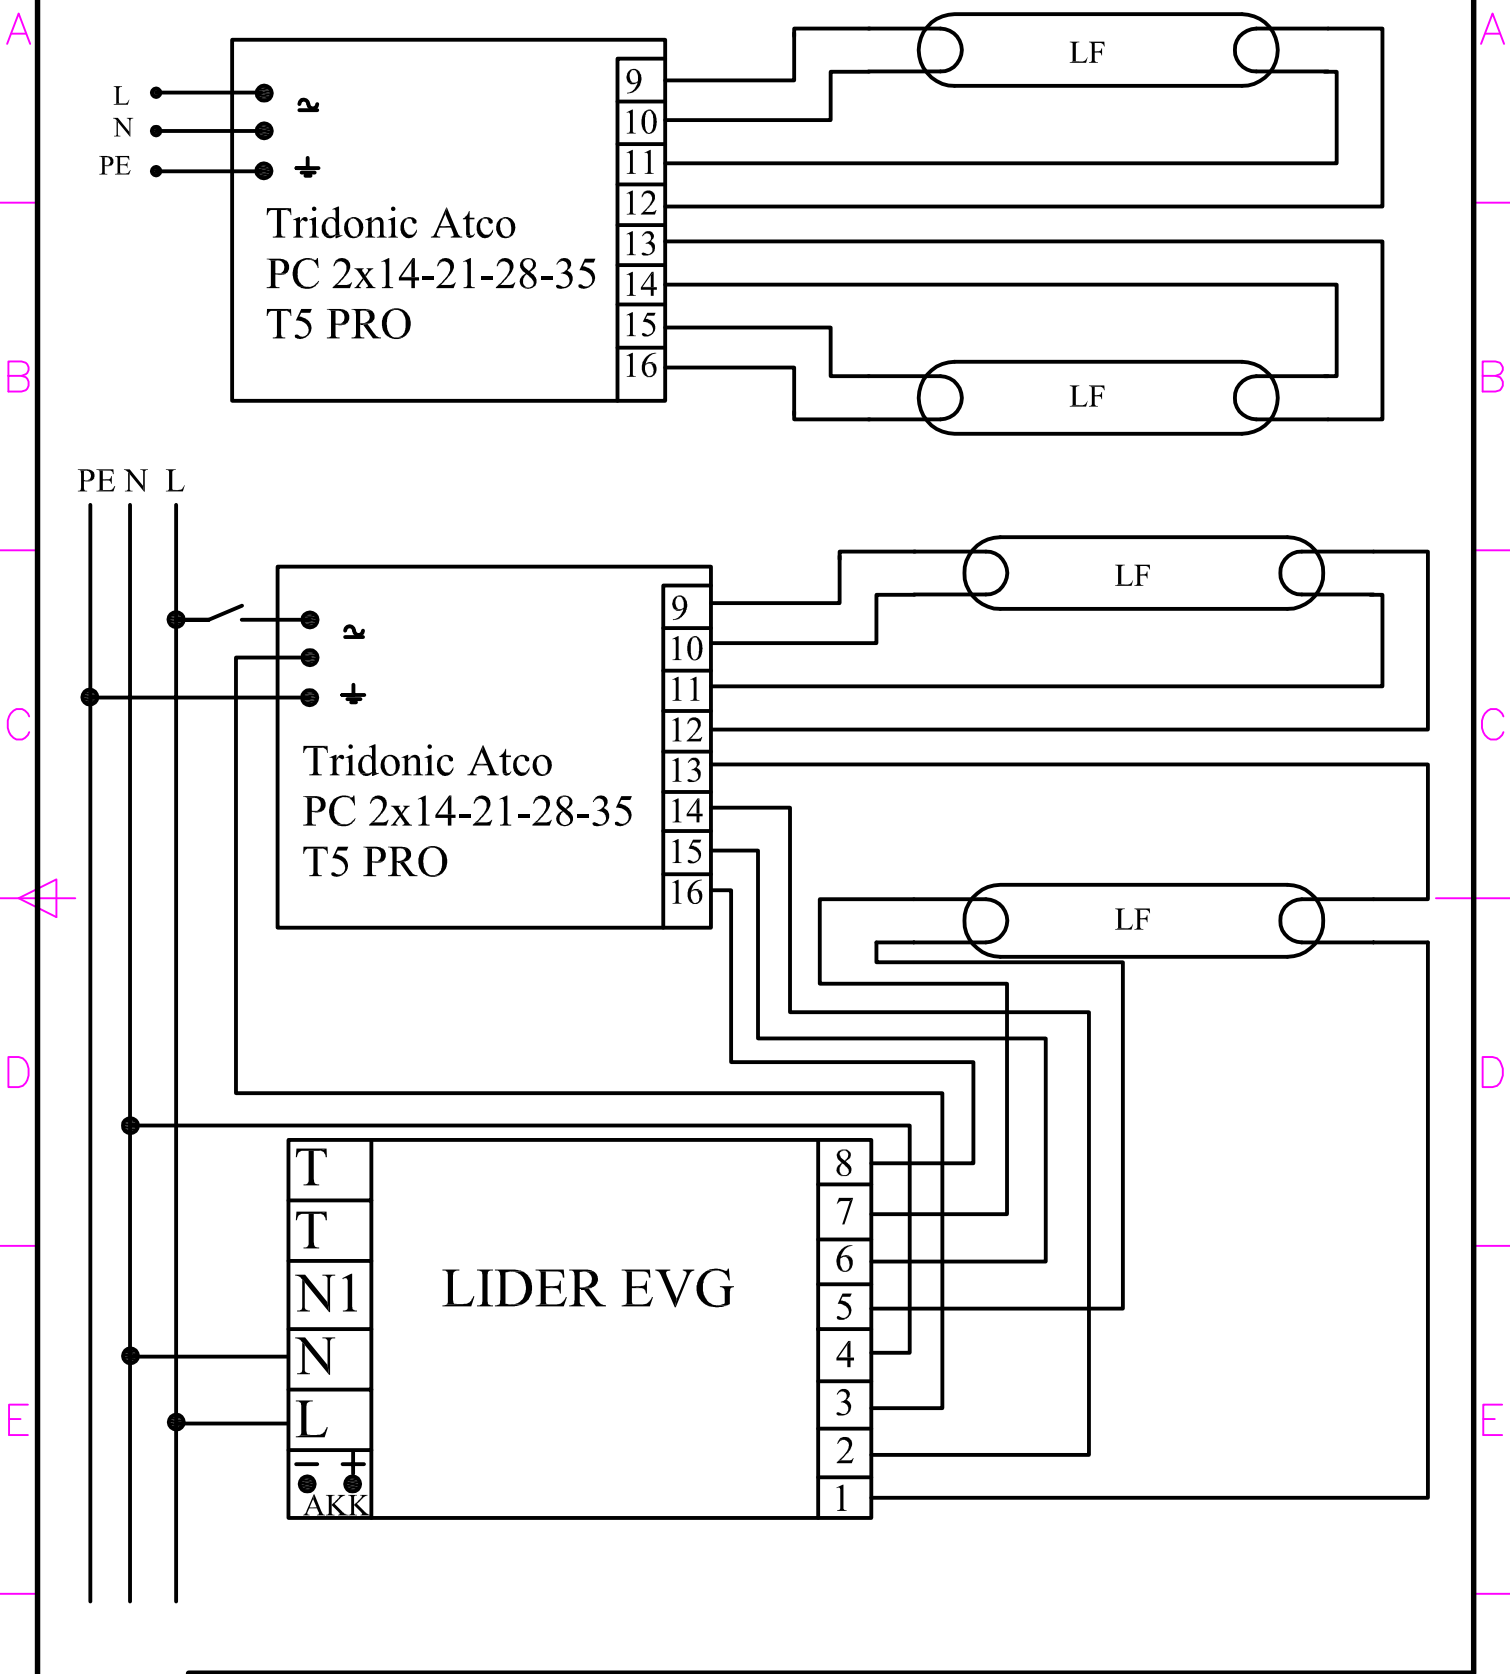 A
A
LF
9
L
10
N
11
PE
12
Tridonic Atco
13
PC 2x14-21-28-35
14
T5 PRO
15
16
B
B
LF
PE N L
LF
9
10
11
C
C
12
Tridonic Atco
13
PC 2x14-21-28-35
14
T5 PRO
15
16
LF
D
D
T
8
T
7
6
N1
LIDER EVG
5
N
4
L
3
E
E
2
− +
AKK
1